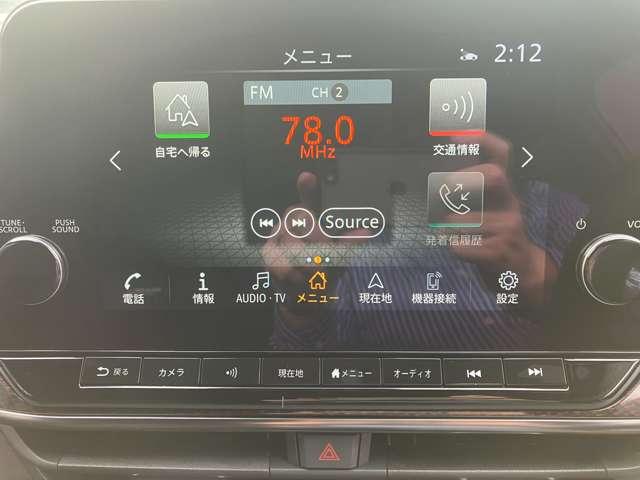 メニュー
2:12
FM CH 2
78.0
MHz
自宅へ帰る
交通情報
TUNE·
SCROLL
PUSH
SOUND
Source
発着信履歴
VO
電話
情報
AUDIO·TV
メニュー
現在地
機器接続
設定
戻る
カメラ
現在地
メニュー
オーディオ